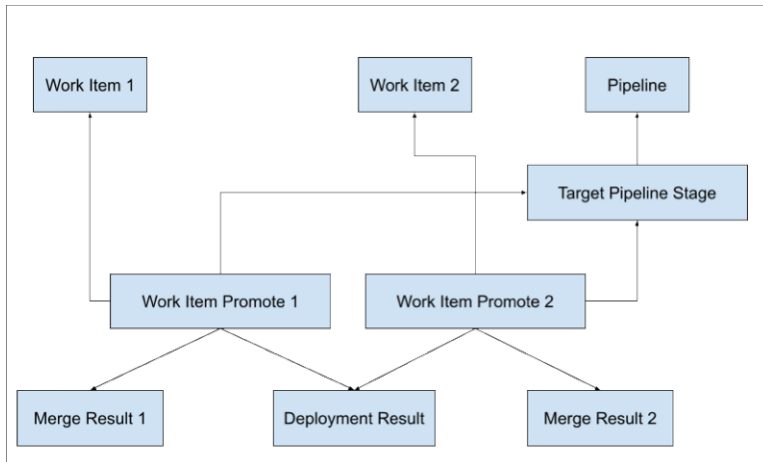 Work Item 1
Work Item 2
Pipeline
Target Pipeline Stage
Work Item Promote 1
Work Item Promote 2
Merge Result 1
Deployment Result
Merge Result 2